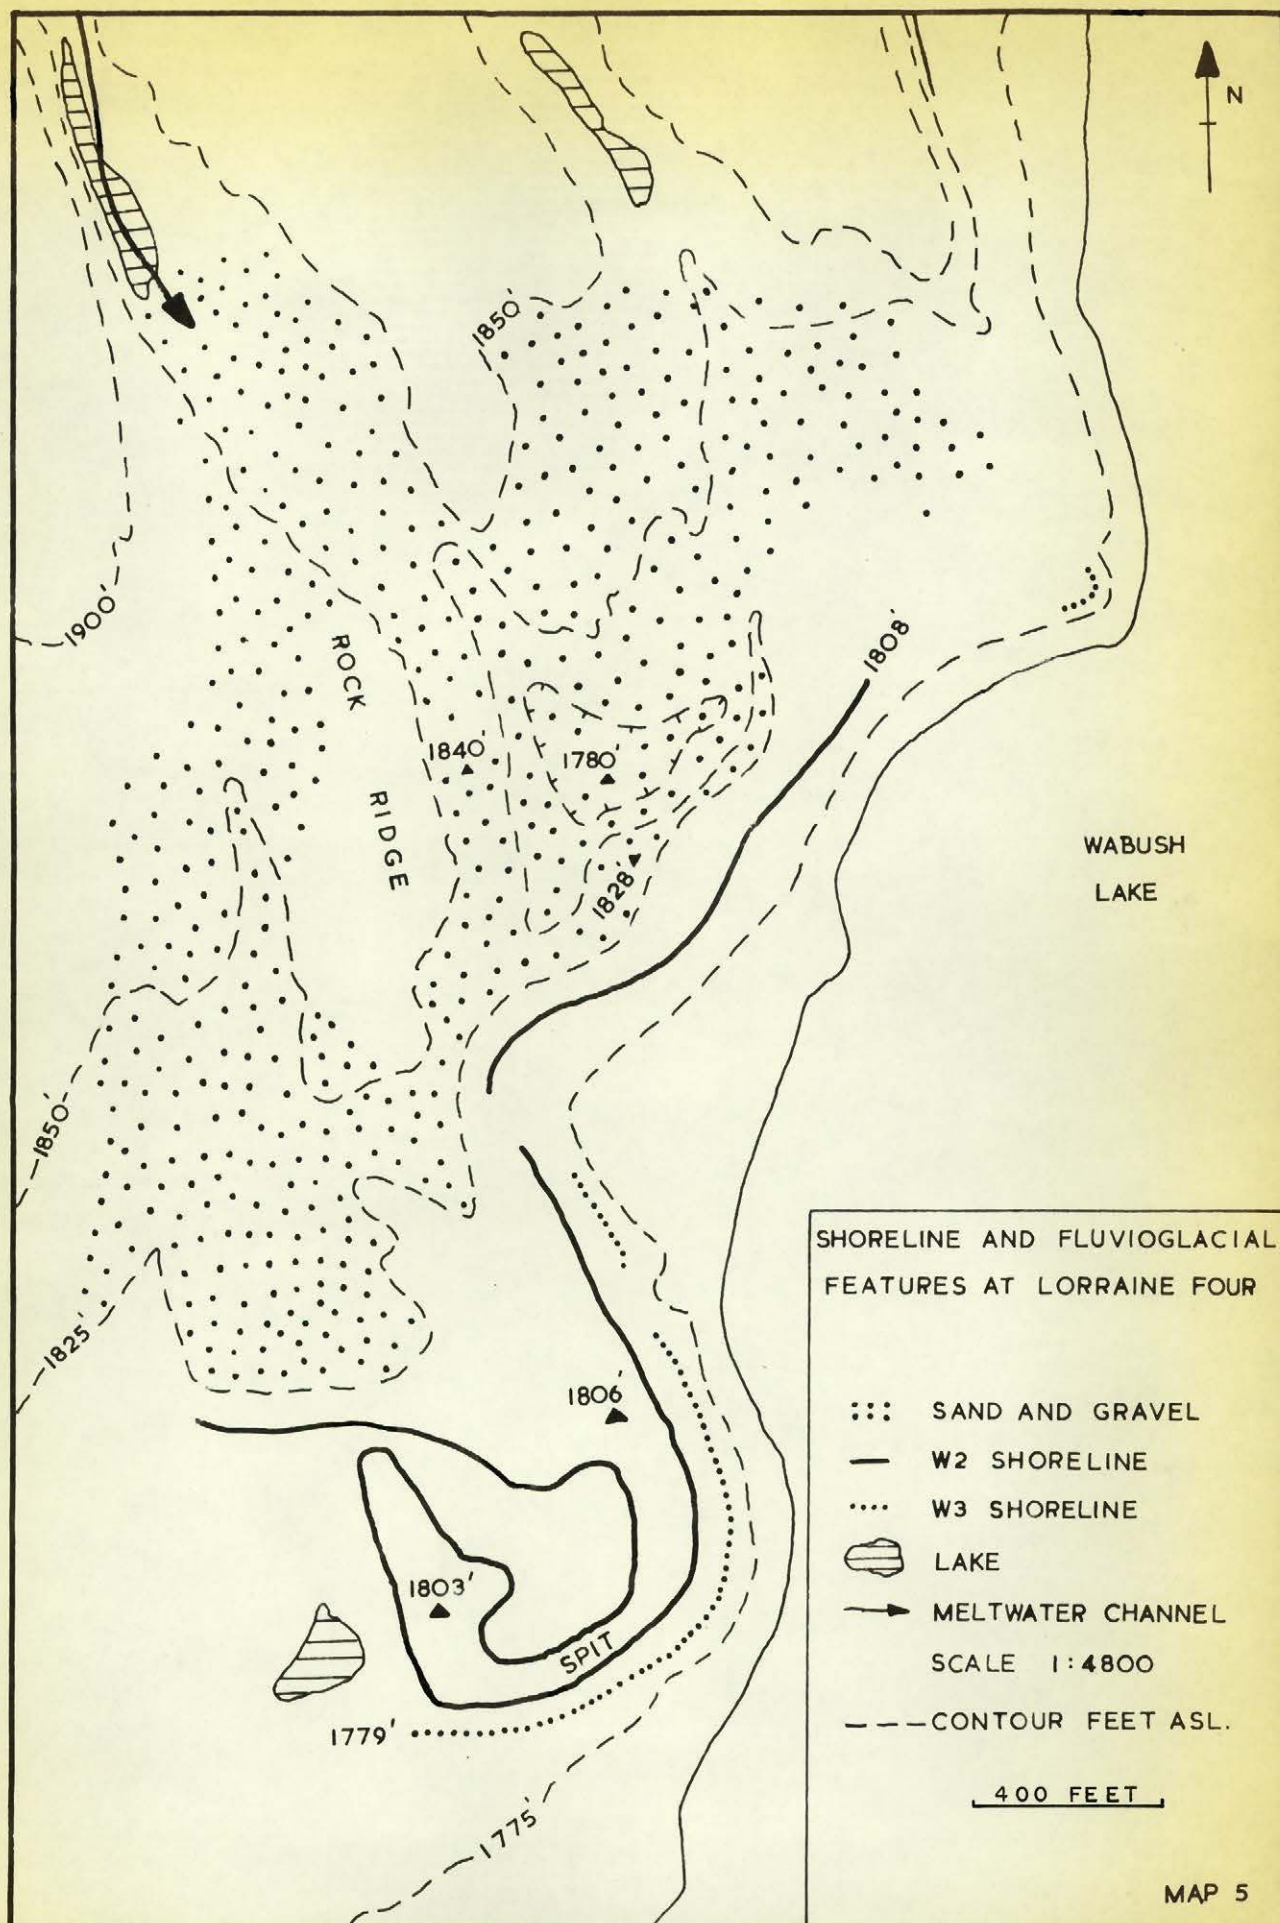 N
1850'
1900'
ROCK
RIDGE
1808'
1840'
1780'
1828'
WABUSH
LAKE
1850'
1825'
1806'
1803'
SPIT
1779'
1775'
SHORELINE AND FLUVIOGLACIAL
FEATURES AT LORRAINE FOUR
SAND AND GRAVEL
W2 SHORELINE
W3 SHORELINE
LAKE
MELTWATER CHANNEL
SCALE 1:4800
CONTOUR FEET ASL.
400 FEET
MAP 5